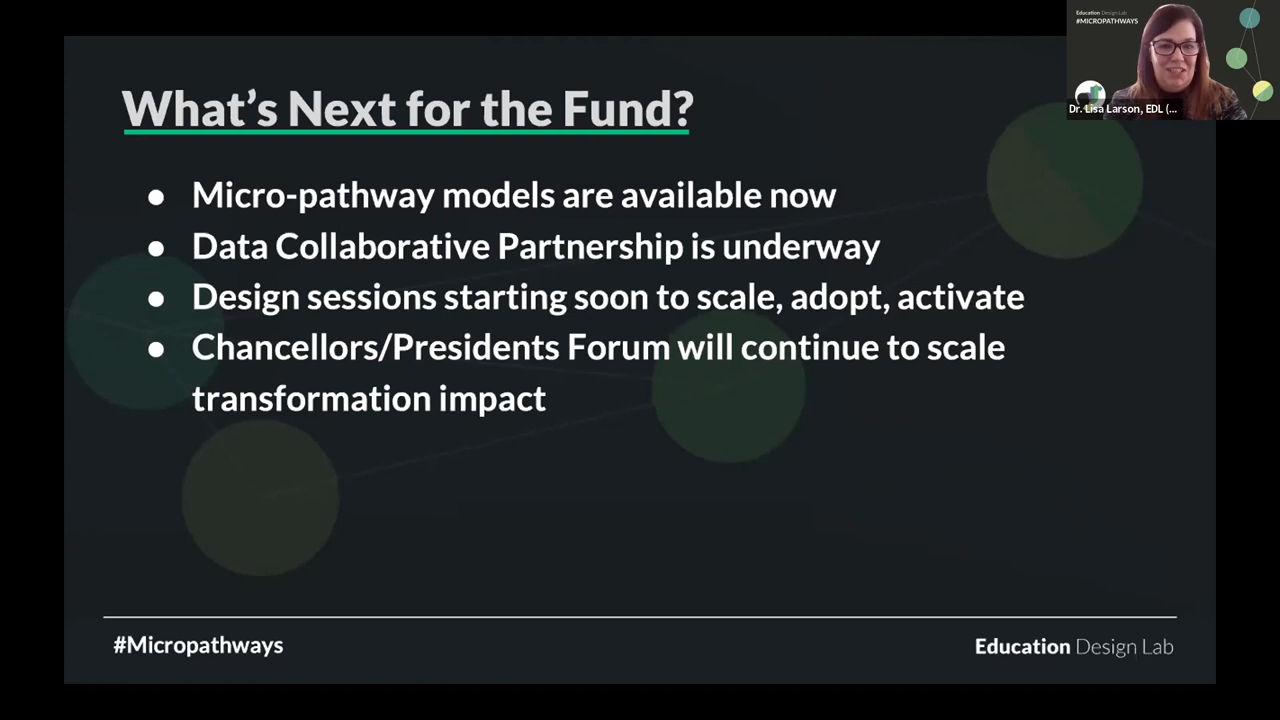 Education Design Lab
#MICROPATHWAYS
Dr. Lisa Larson, EDL (...
What's Next for the Fund?
● Micro-pathway models are available now
● Data Collaborative Partnership is underway
● Design sessions starting soon to scale, adopt, activate
● Chancellors/Presidents Forum will continue to scale
transformation impact
#Micropathways
Education Design Lab